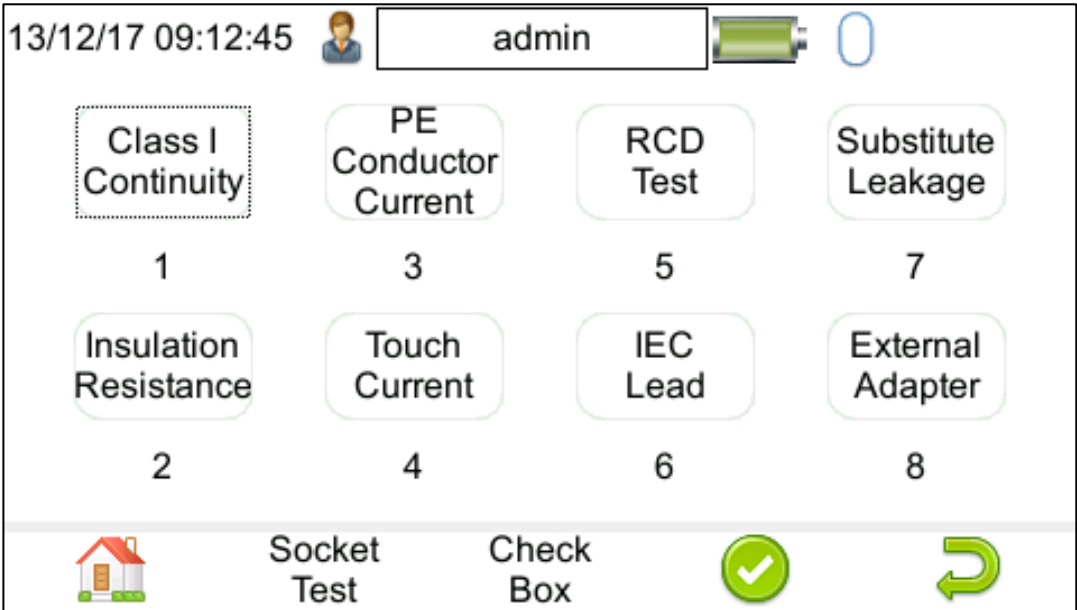 13/12/17 09:12:45
admin
Class I
Continuity
PE
Conductor
Current
RCD
Test
Substitute
Leakage
1
3
5
7
Insulation
Resistance
Touch
Current
IEC
Lead
External
Adapter
2
4
6
8
Socket
Test
Check
Box